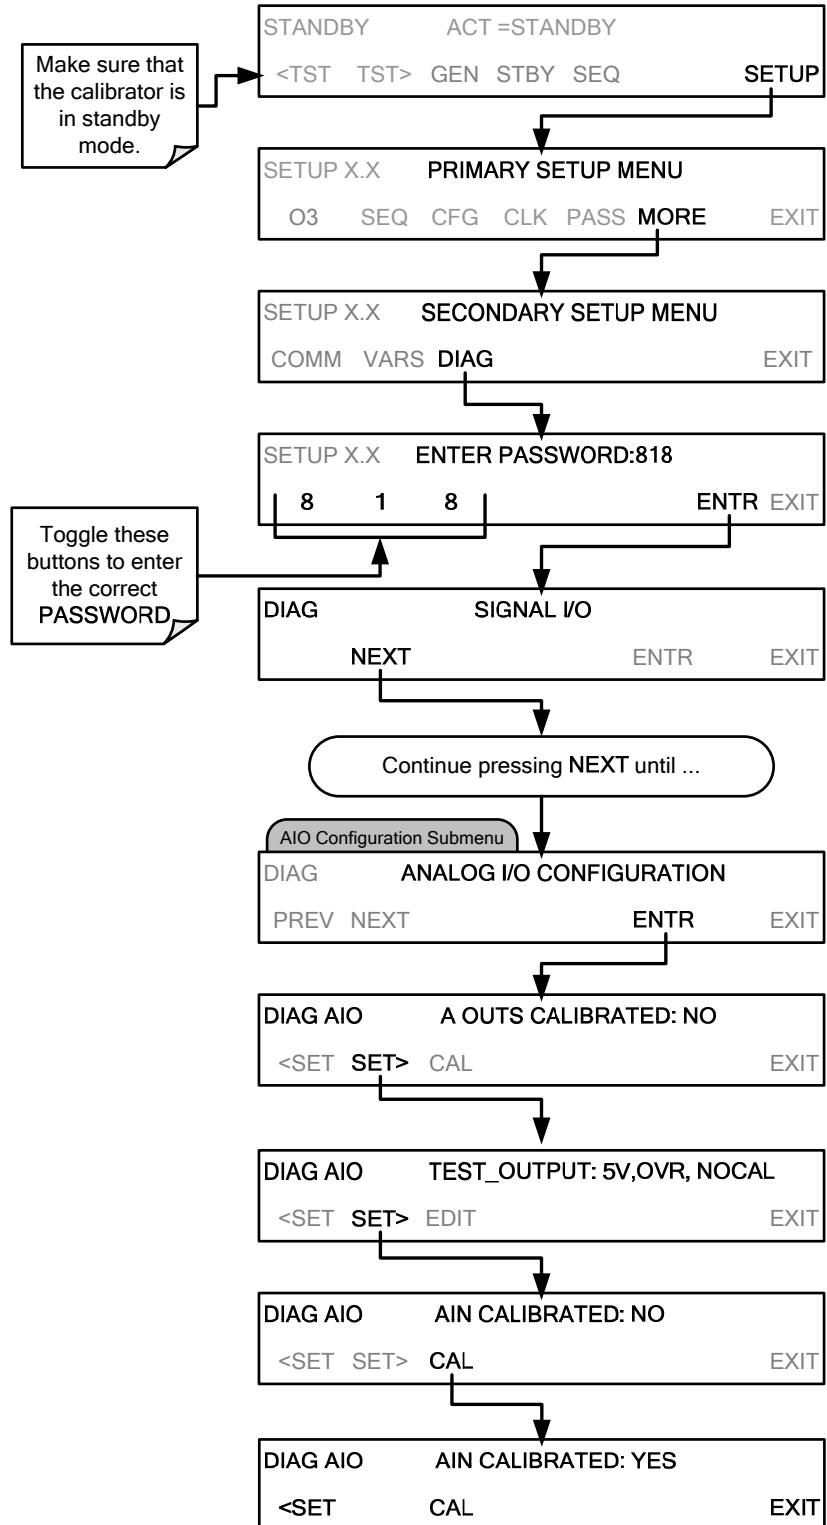 STANDBY ACT =STANDBY
<TST TST> GEN STBY SEQ SETUP
Make sure that
the calibrator is
in standby
mode.
SETUP X.X PRIMARY SETUP MENU
O3 SEQ CFG CLK PASS MORE EXIT
SETUP X.X SECONDARY SETUP MENU
COMM VARS DIAG EXIT
SETUP X.X ENTER PASSWORD:818
8 1 8 ENTR EXIT
Toggle these
buttons to enter
the correct
PASSWORD
DIAG SIGNAL I/O
NEXT ENTR EXIT
Continue pressing NEXT until ...
AIO Configuration Submenu
DIAG ANALOG I/O CONFIGURATION
PREV NEXT ENTR EXIT
DIAG AIO A OUTS CALIBRATED: NO
<SET SET> CAL EXIT
DIAG AIO TEST_OUTPUT: 5V,OVR, NOCAL
<SET SET> EDIT EXIT
DIAG AIO AIN CALIBRATED: NO
<SET SET> CAL EXIT
DIAG AIO AIN CALIBRATED: YES
<SET CAL EXIT